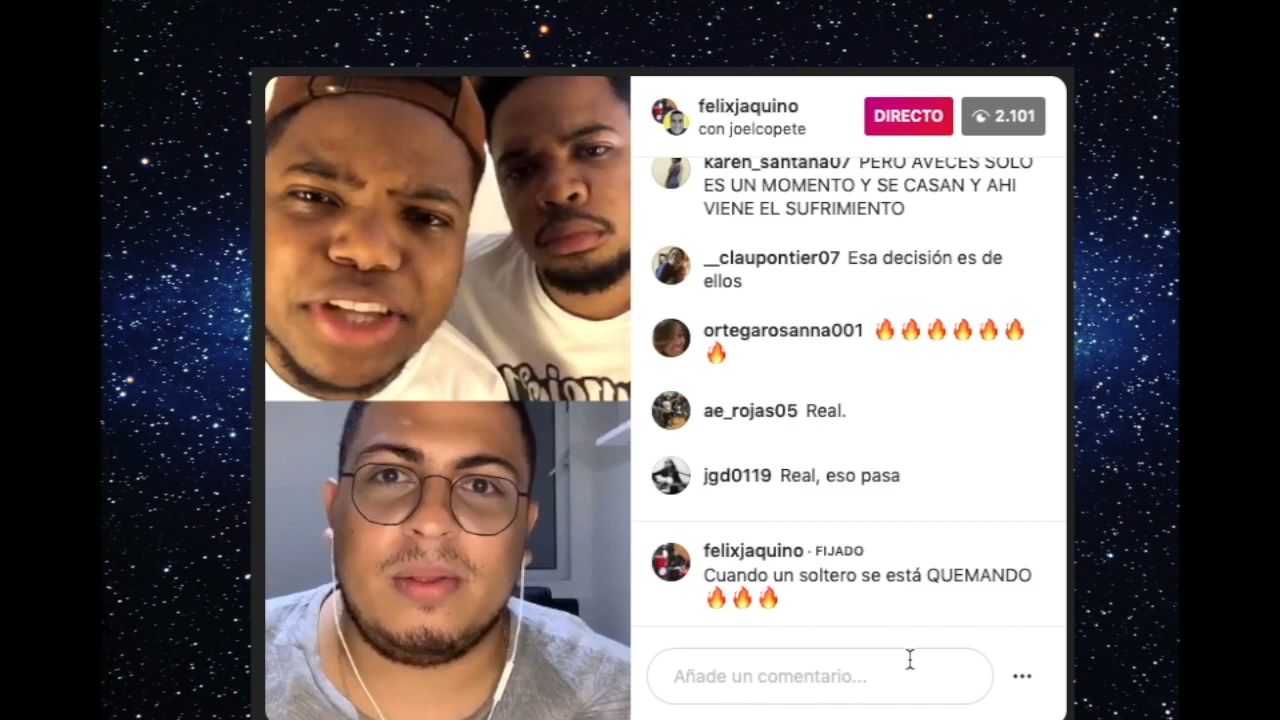 felixjaquino
con joelcopete
DIRECTO
2.101
karen_santana07 PERO AVECES SOLO
ES UN MOMENTO Y SE CASAN Y AHI
VIENE EL SUFRIMIENTO
__claupontier07 Esa decisión es de
ellos
ortegarosanna001 🔥🔥🔥🔥🔥🔥
🔥
ae_rojas05 Real.
jgd0119 Real, eso pasa
felixjaquino · FIJADO
Cuando un soltero se está QUEMANDO
🔥🔥🔥
Añade un comentario...